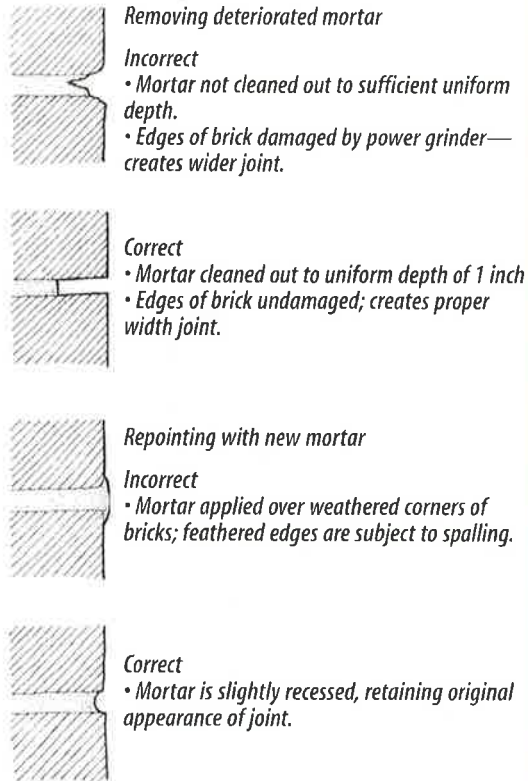 Removing deteriorated mortar
Incorrect
• Mortar not cleaned out to sufficient uniform
depth.
• Edges of brick damaged by power grinder—
creates wider joint.
Correct
• Mortar cleaned out to uniform depth of 1 inch
• Edges of brick undamaged; creates proper
width joint.
Repointing with new mortar
Incorrect
• Mortar applied over weathered corners of
bricks; feathered edges are subject to spalling.
Correct
• Mortar is slightly recessed, retaining original
appearance of joint.